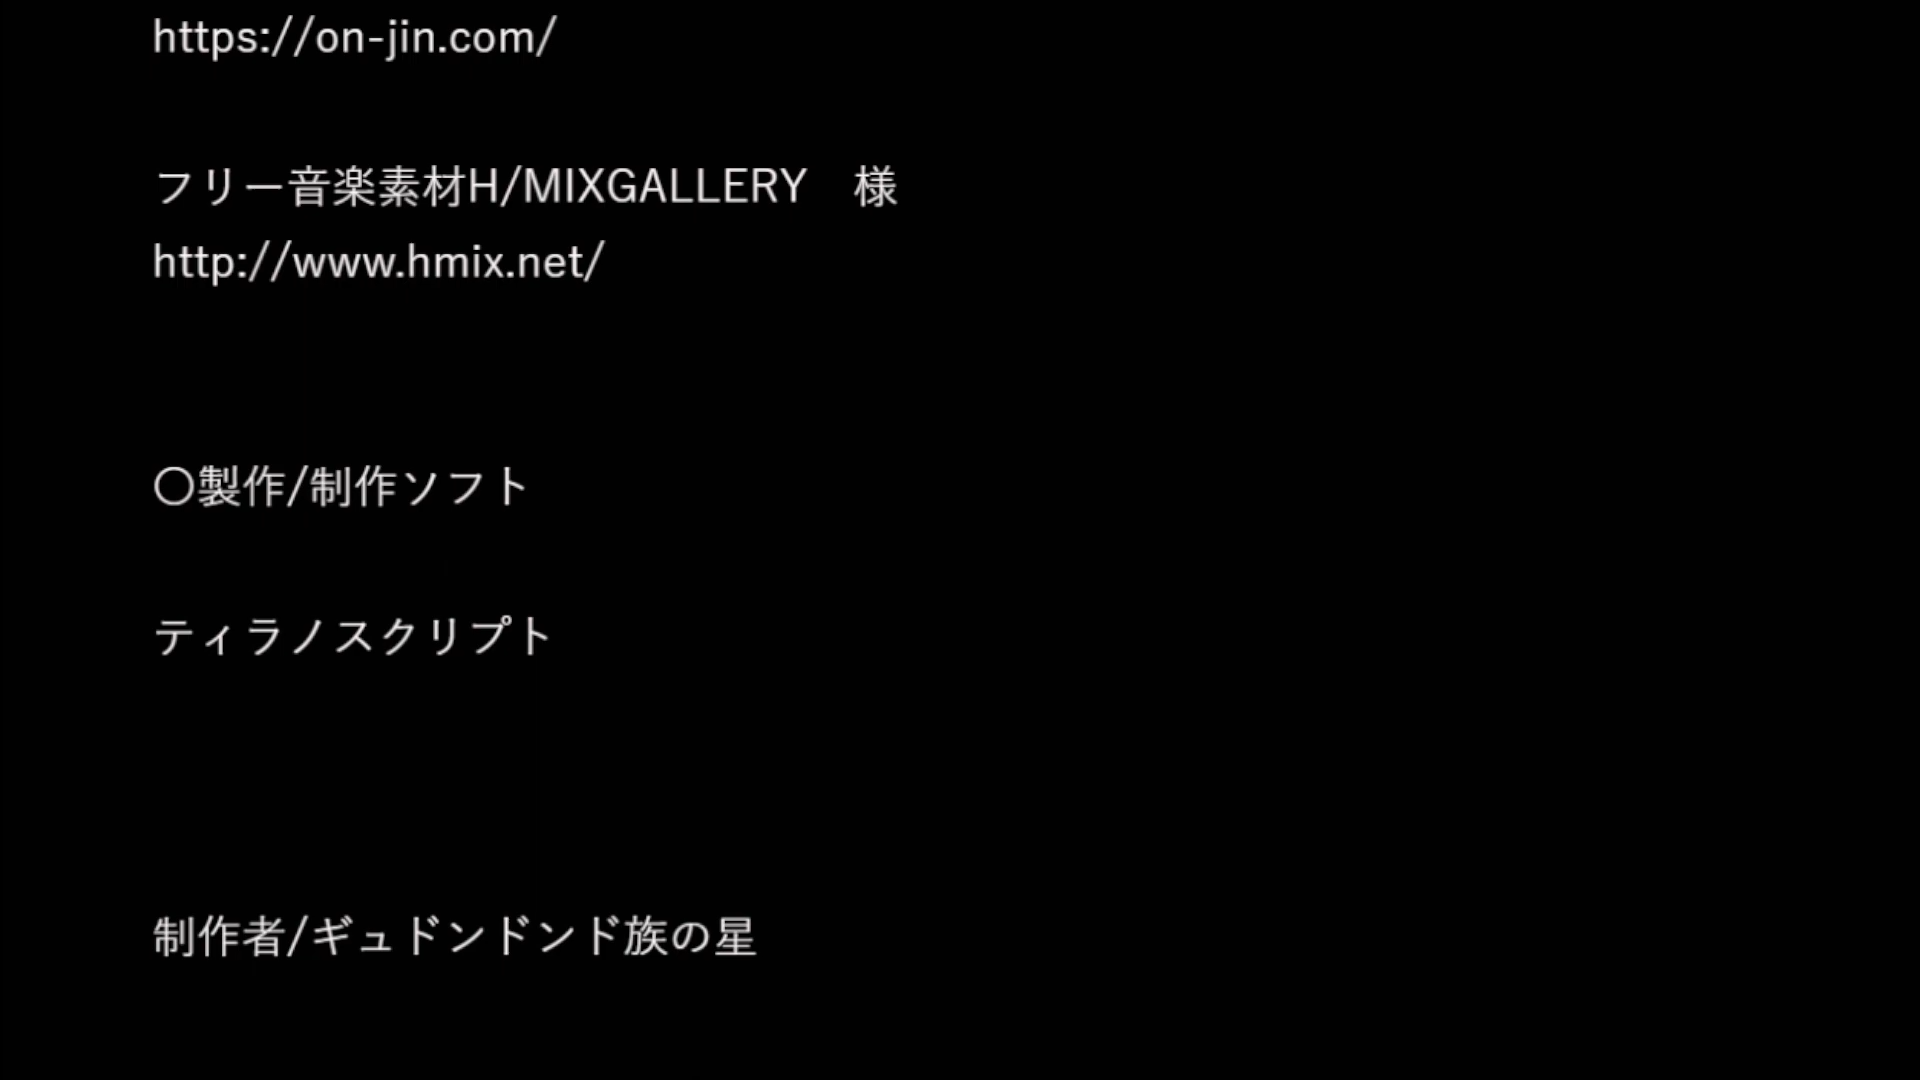 https://on-jin.com/
フリー音楽素材H/MIXGALLERY　様
http://www.hmix.net/
〇製作/制作ソフト
ティラノスクリプト
制作者/ギュドンドンド族の星